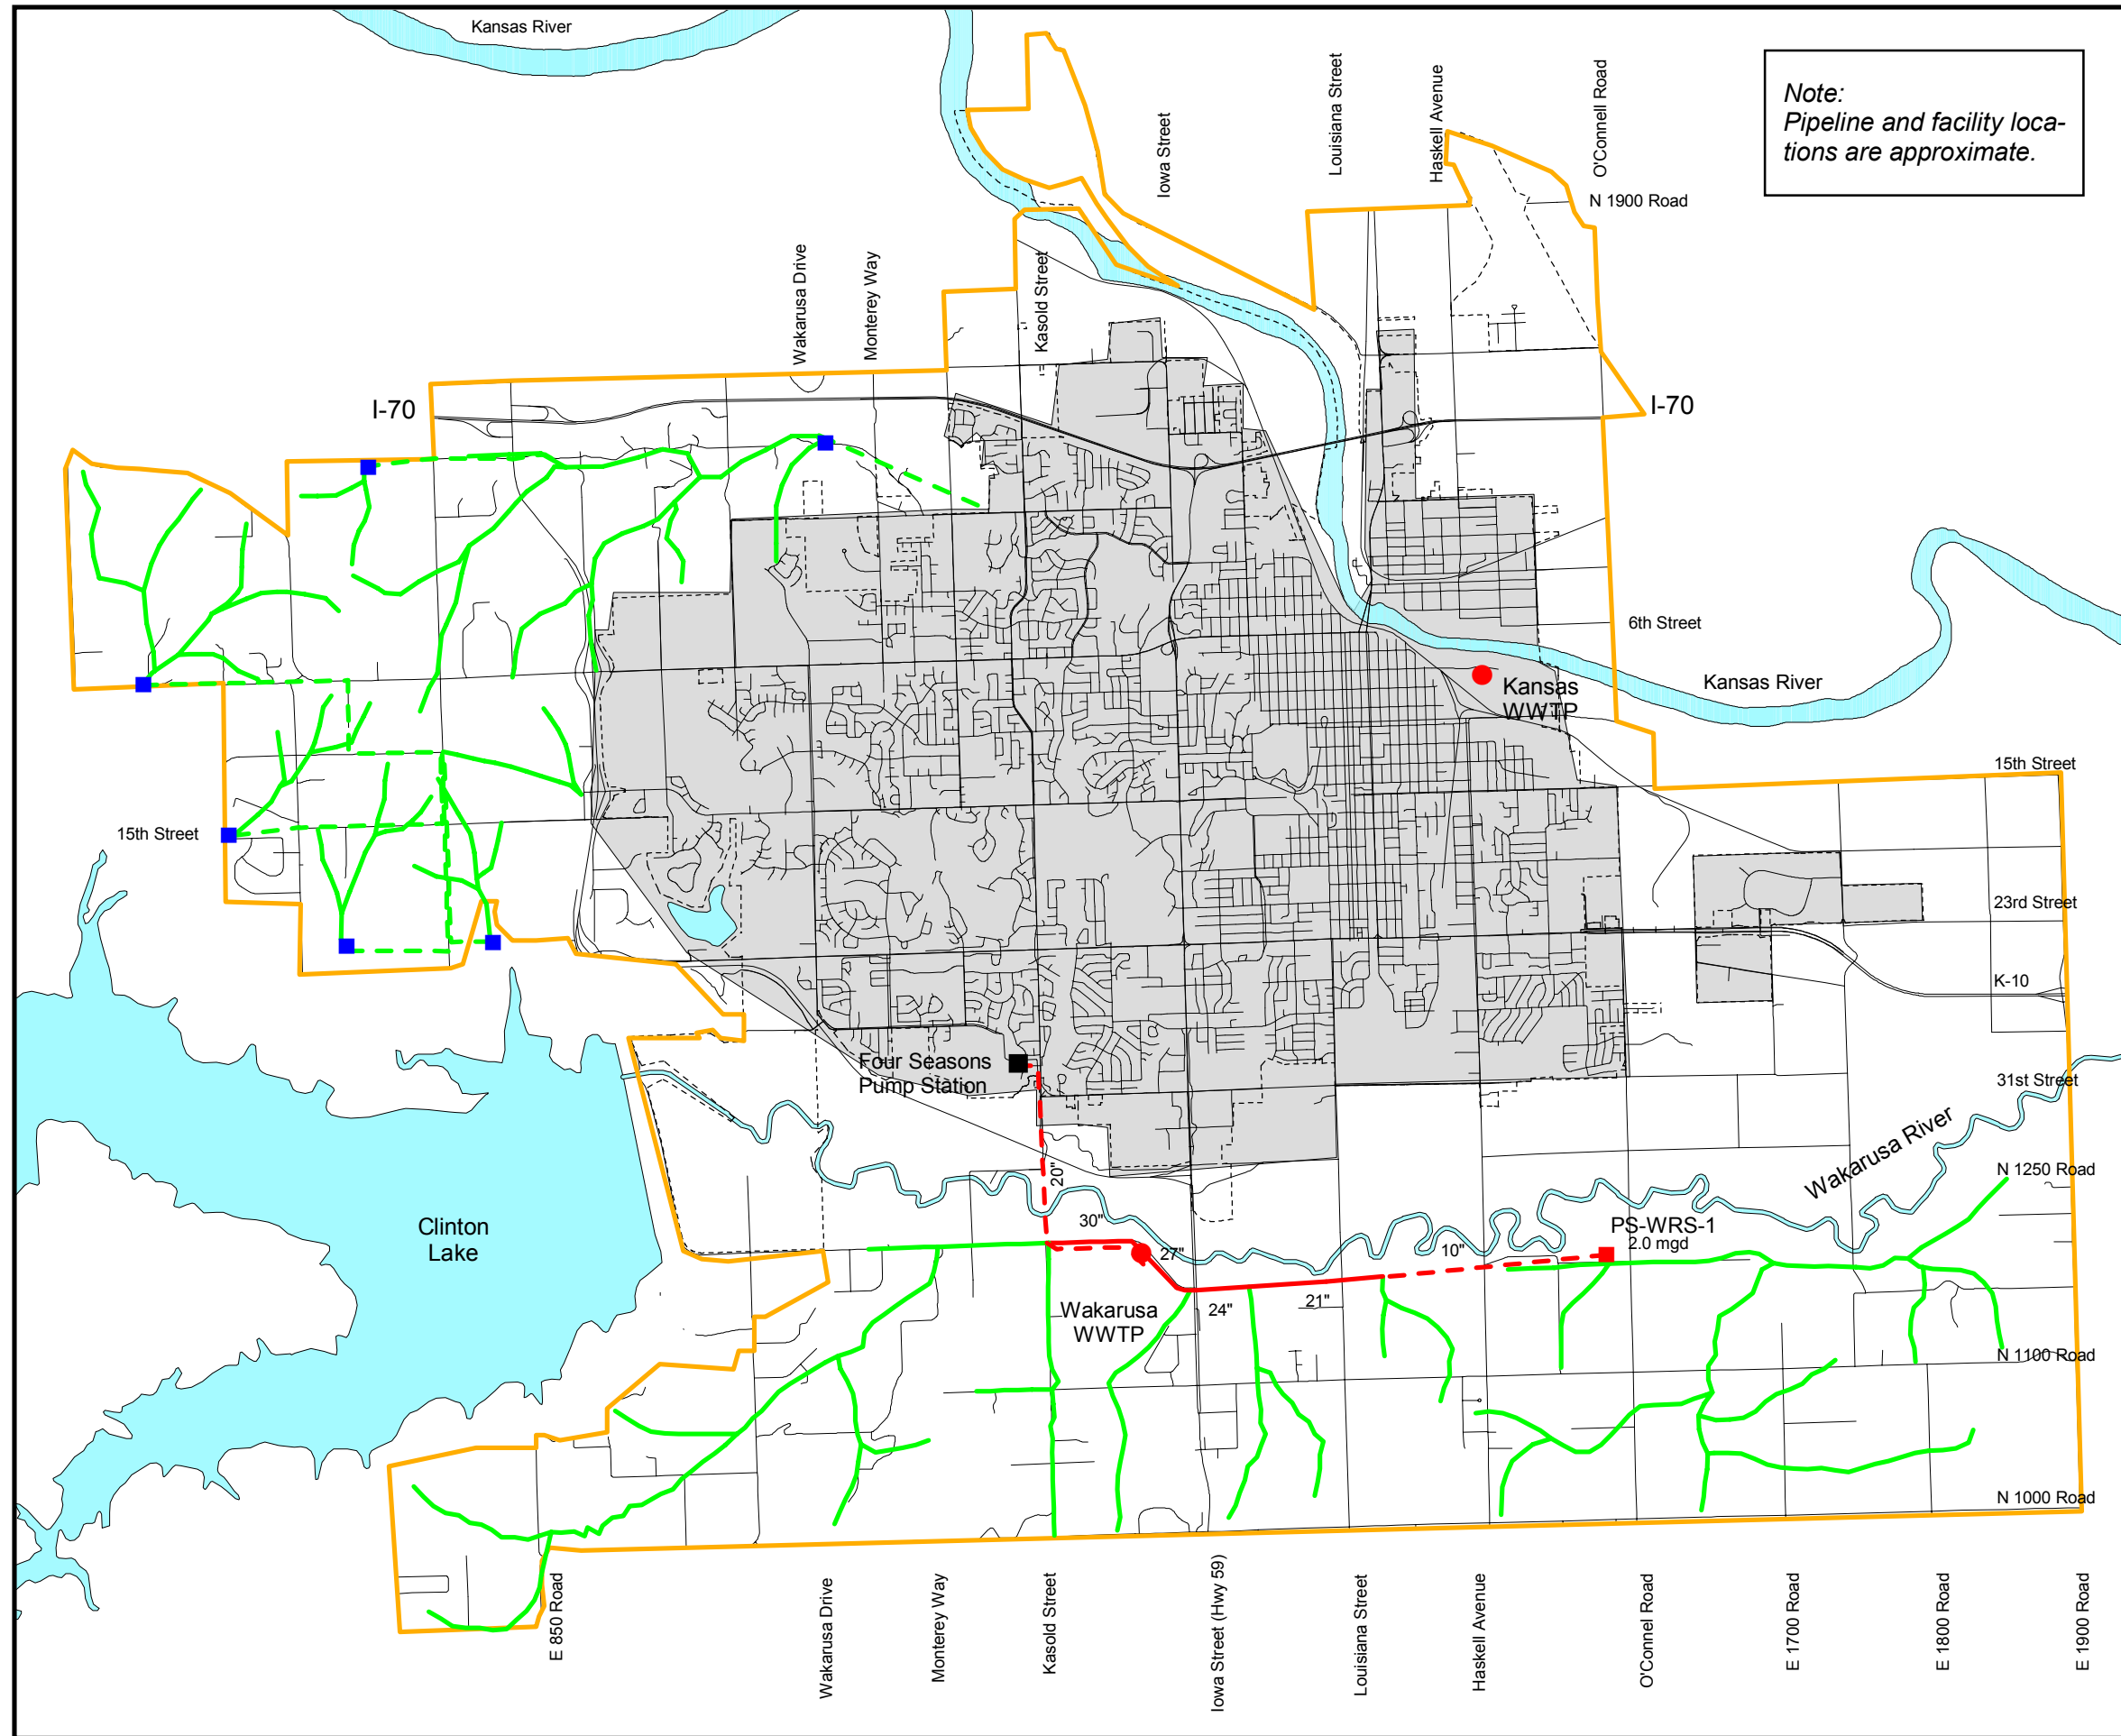 Kansas River
Note:
Pipeline and facility loca-
tions are approximate.
Iowa Street
Louisiana Street
Haskell Avenue
O'Connell Road
N 1900 Road
Wakarusa Drive
Monterey Way
Kasold Street
I-70
I-70
6th Street
Kansas River
Kansas
WWTP
15th Street
15th Street
23rd Street
K-10
Four Seasons
Pump Station
31st Street
Wakarusa River
N 1250 Road
20"
30"
27"
10"
PS-WRS-1
2.0 mgd
Clinton
Lake
Wakarusa
WWTP
24"
21"
N 1100 Road
N 1000 Road
E 850 Road
Wakarusa Drive
Monterey Way
Kasold Street
Iowa Street (Hwy 59)
Louisiana Street
Haskell Avenue
O'Connel Road
E 1700 Road
E 1800 Road
E 1900 Road